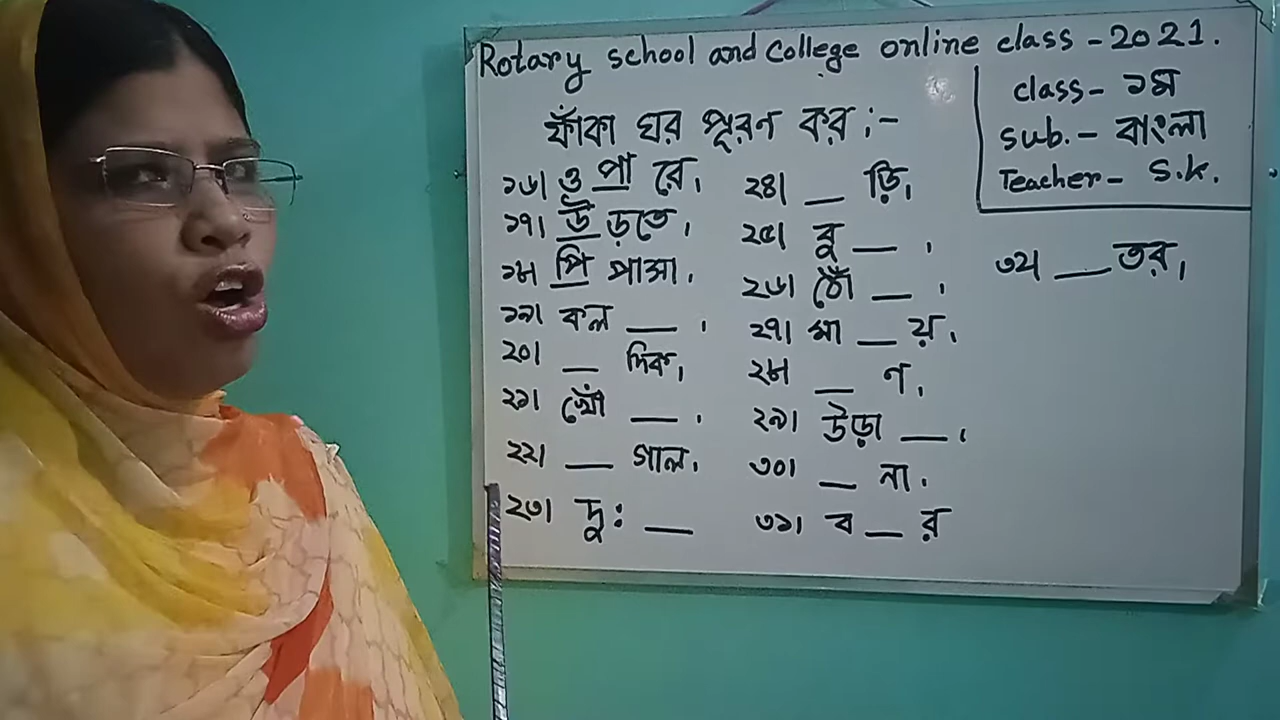 Rotary school and College online class - 2021.
class - ১ম
sub. - বাংলা
Teacher - S.K.
ফাঁকা ঘর পূরণ কর :-
১৬। ও পা রে,
১৭। উ ড়তে,
১৮। পি পাসা.
১৯। কল __ ,
২০। __ দিক,
২১। খোঁ __ ,
২২। __ গাল.
২৩। দুঃ __
২৪। __ ড়ি,
২৫। বু __ ,
২৬। ঠোঁ __ ,
২৭। মা __ য়.
২৮। __ ণ,
২৯। উড়া __ ,
৩০। __ না.
৩১। ব __ র
৩২। __ তর,